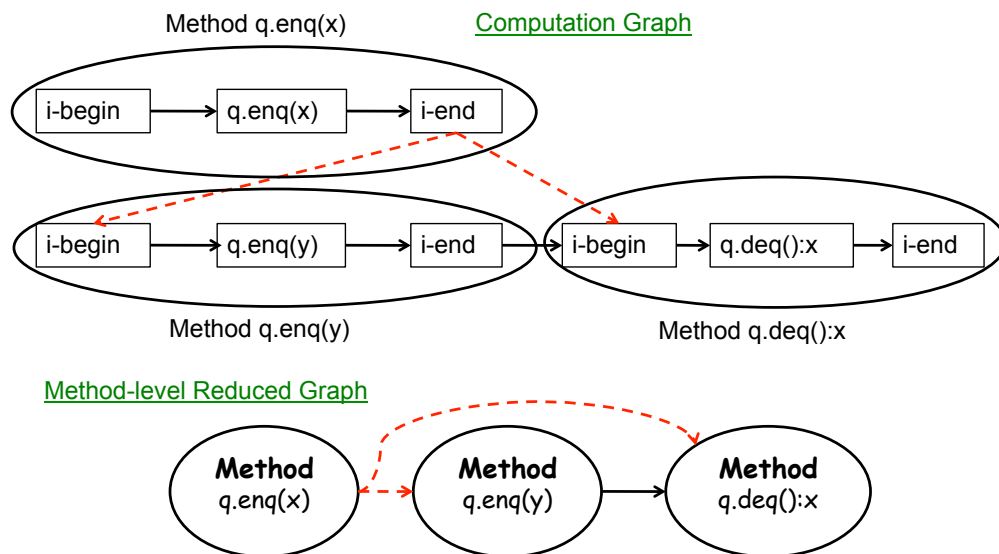 Method q.enq(x)
Computation Graph
i-begin
q.enq(x)
i-end
i-begin
q.enq(y)
i-end
i-begin
q.deq():x
i-end
Method q.enq(y)
Method q.deq():x
Method-level Reduced Graph
Method
q.enq(x)
Method
q.enq(y)
Method
q.deq():x